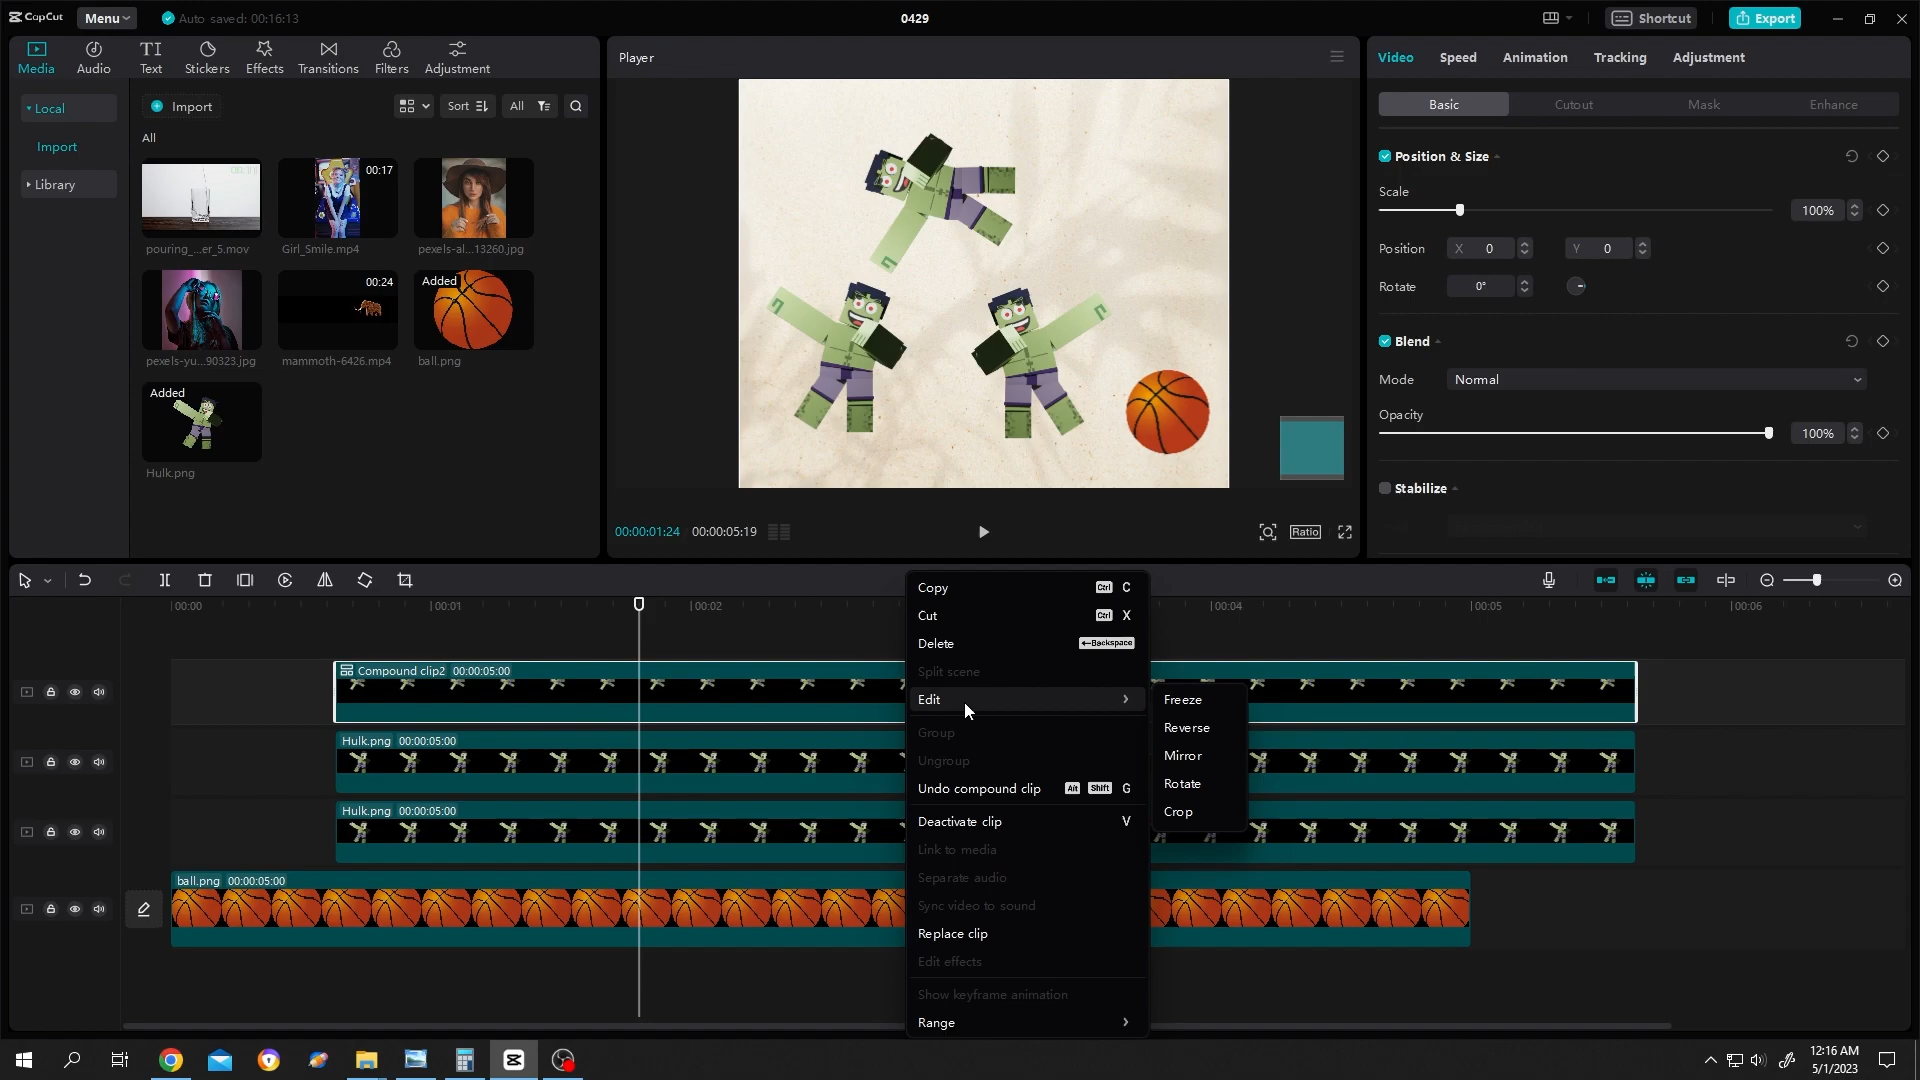 CapCut
Menu
Auto saved: 00:16:13
0429
Shortcut
Export
Media
Audio
TI
Text
Stickers
Effects
Transitions
Filters
Adjustment
Local
Import
Library
Import
Sort
All
All
00:17
pouring_...er_5.mov
Girl_Smile.mp4
pexels-al...13260.jpg
00:24
Added
pexels-yu...90323.jpg
mammoth-6426.mp4
ball.png
Added
Hulk.png
Player
00:00:01:24
00:00:05:19
Ratio
Video
Speed
Animation
Tracking
Adjustment
Basic
Cutout
Mask
Enhance
Position & Size
Scale
100%
Position
X 0
Y 0
Rotate
0°
Blend
Mode
Normal
Opacity
100%
Stabilize
00:00
00:01
00:02
00:04
00:05
00:06
Compound clip2 00:00:05:00
Hulk.png 00:00:05:00
Hulk.png 00:00:05:00
ball.png 00:00:05:00
Copy Ctrl C
Cut Ctrl X
Delete ←Backspace
Split scene
Edit
Group
Ungroup
Undo compound clip Alt Shift G
Deactivate clip V
Link to media
Separate audio
Sync video to sound
Replace clip
Edit effects
Show keyframe animation
Range
Freeze
Reverse
Mirror
Rotate
Crop
12:16 AM
5/1/2023